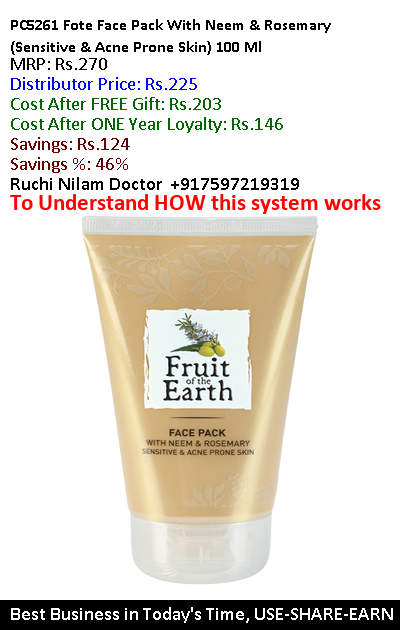 PC5261 Fote Face Pack With Neem & Rosemary
(Sensitive & Acne Prone Skin) 100 Ml
MRP: Rs.270
Distributor Price: Rs.225
Cost After FREE Gift: Rs.203
Cost After ONE Year Loyalty: Rs.146
Savings: Rs.124
Savings %: 46%
Ruchi Nilam Doctor +917597219319
To Understand HOW this system works
Fruit
of the
Earth
FACE PACK
WITH NEEM & ROSEMARY
SENSITIVE & ACNE PRONE SKIN
Best Business in Today's Time, USE-SHARE-EARN